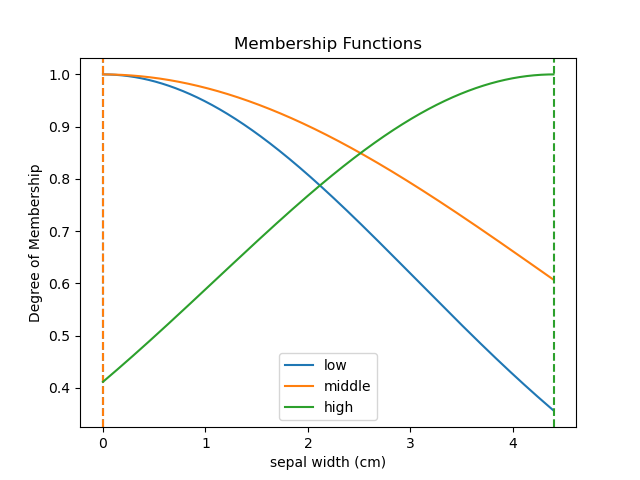 Membership Functions
1.0
0.9
0.8
0.7
0.6
0.5
0.4
Degree of Membership
low
middle
high
0 1 2 3 4
sepal width (cm)